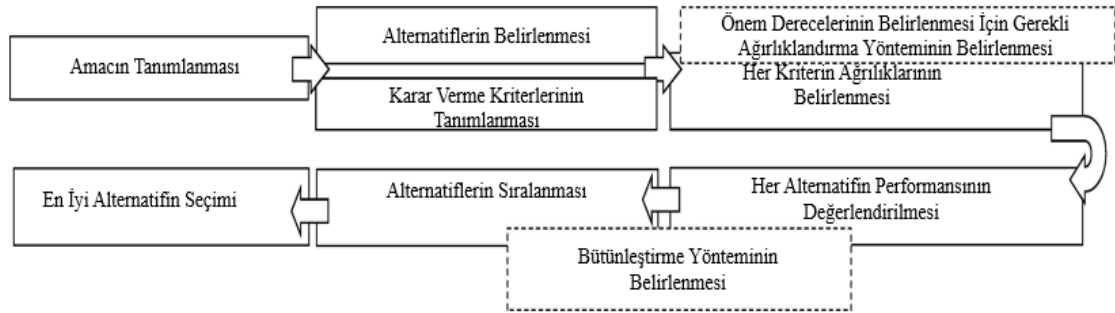 Amacın Tanımlanması
Alternatiflerin Belirlenmesi
Karar Verme Kriterlerinin
Tanımlanması
Önem Derecelerinin Belirlenmesi İçin Gerekli
Ağırlıklandırma Yönteminin Belirlenmesi
Her Kriterin Ağrılıklarının
Belirlenmesi
Her Alternatifin Performansının
Değerlendirilmesi
Bütünleştirme Yönteminin
Belirlenmesi
Alternatiflerin Sıralanması
En İyi Alternatifin Seçimi